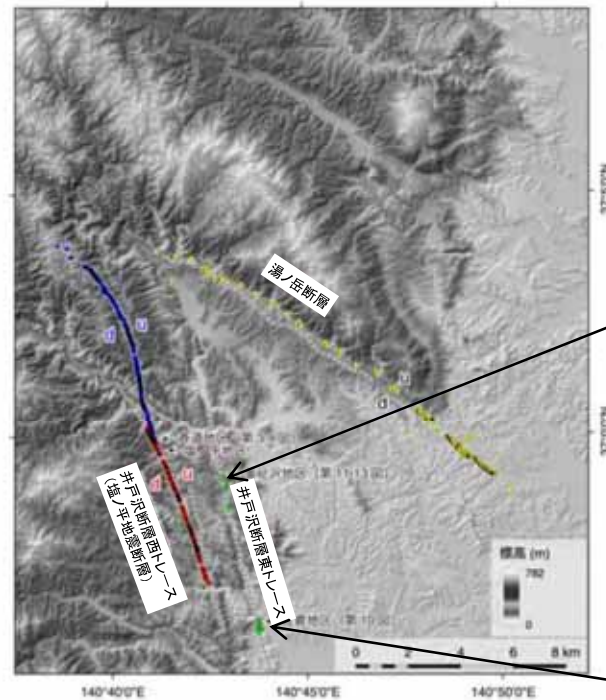 湯ノ岳断層
u
d
u
d
u
d
井戸沢断層西トレース
(塩ノ平地震断層)
井戸沢断層東トレース
標高 (m)
782
0
0 2 4 6 8 km
140°40'0"E
140°45'0"E
140°50'0"E